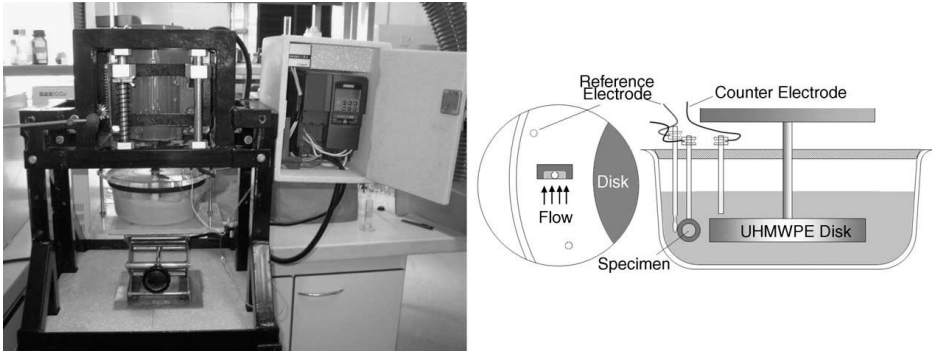 Reference
Electrode
Counter Electrode
Disk
Flow
UHMWPE Disk
Specimen